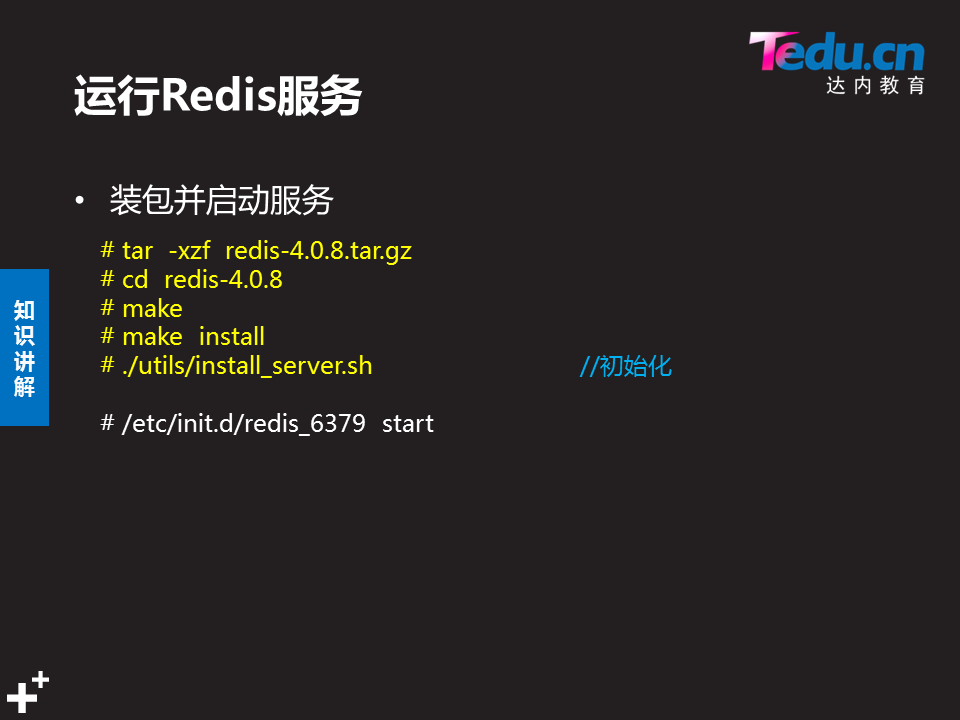 Tedu.cn
达内教育
运行Redis服务
• 装包并启动服务
# tar -xzf redis-4.0.8.tar.gz
# cd redis-4.0.8
# make
# make install
# ./utils/install_server.sh //初始化
# /etc/init.d/redis_6379 start
知识讲解